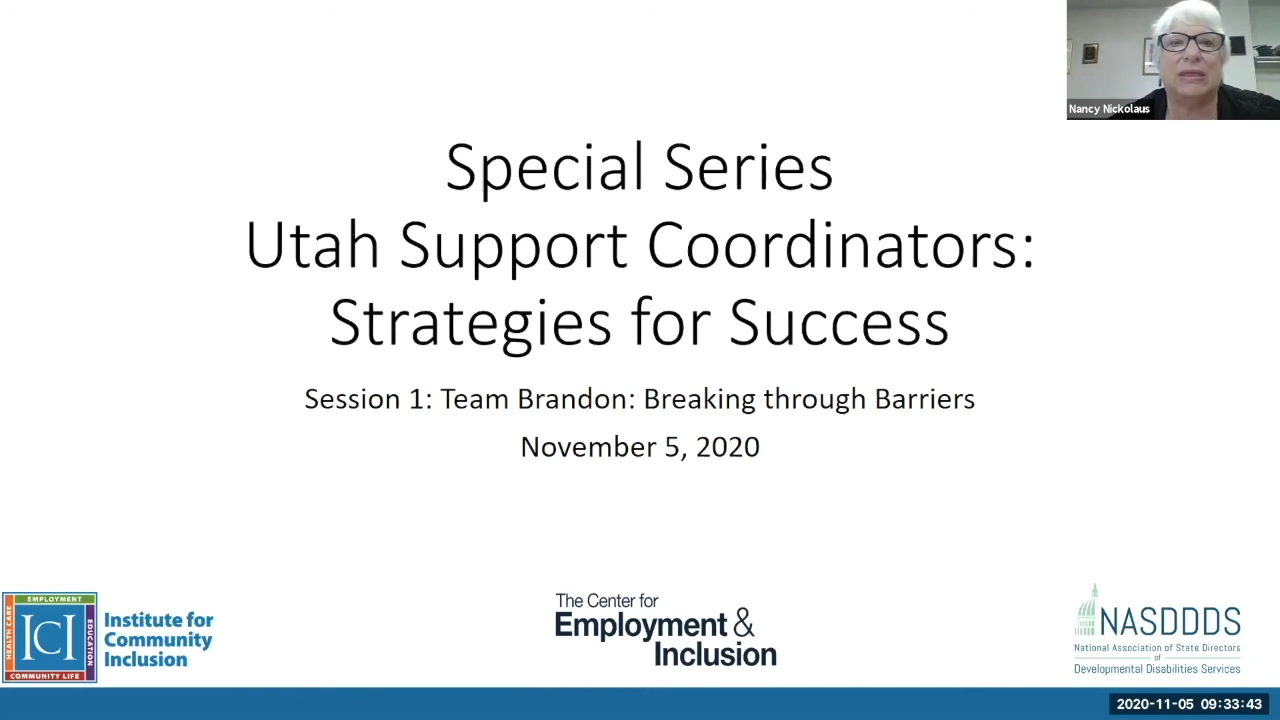 Nancy Nickolaus
Special Series
Utah Support Coordinators:
Strategies for Success
Session 1: Team Brandon: Breaking through Barriers
November 5, 2020
EMPLOYMENT
HEALTH CARE
ICI
EDUCATION
COMMUNITY LIFE
Institute for
Community
Inclusion
The Center for
Employment &
Inclusion
NASDDDS
National Association of State Directors
of
Developmental Disabilities Services
2020-11-05 09:33:43